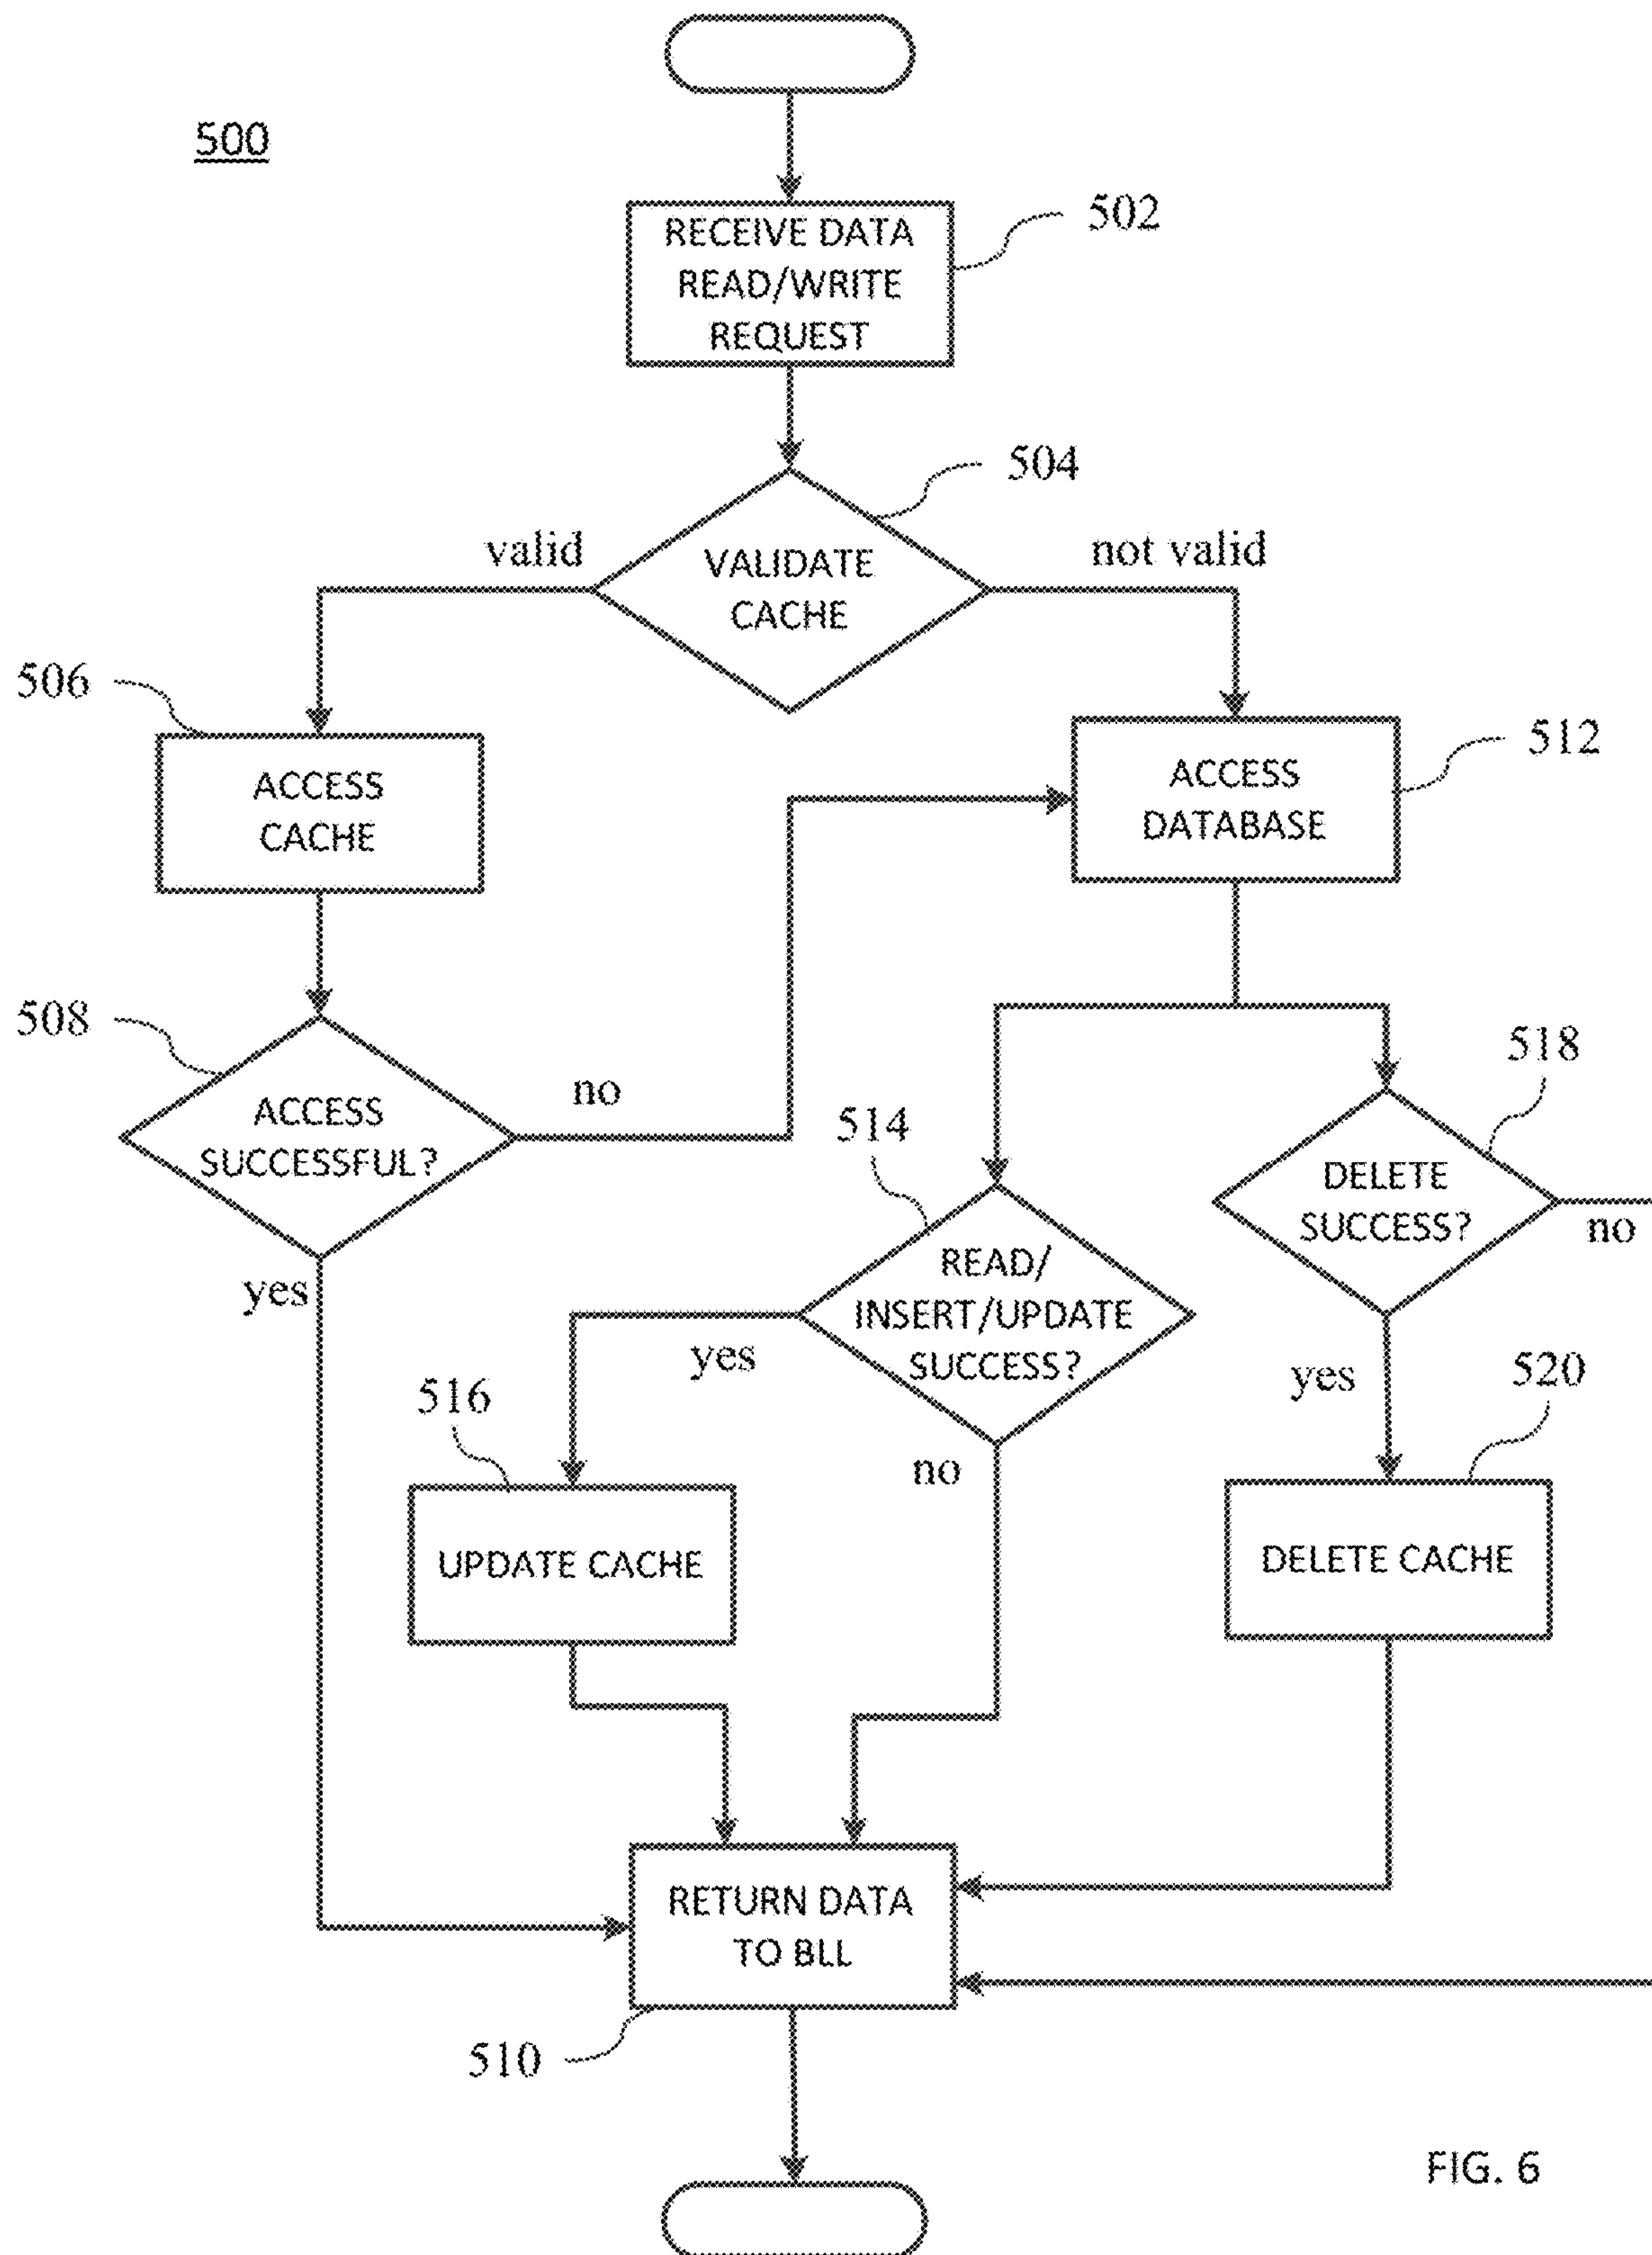 500
RECEIVE DATA
READ/WRITE
REQUEST
502
504
valid
VALIDATE
CACHE
not valid
506
ACCESS
CACHE
512
ACCESS
DATABASE
508
ACCESS
SUCCESSFUL?
no
yes
514
READ/
INSERT/UPDATE
SUCCESS?
yes
no
518
DELETE
SUCCESS?
no
yes
516
UPDATE CACHE
520
DELETE CACHE
RETURN DATA
TO BLL
510
FIG. 6